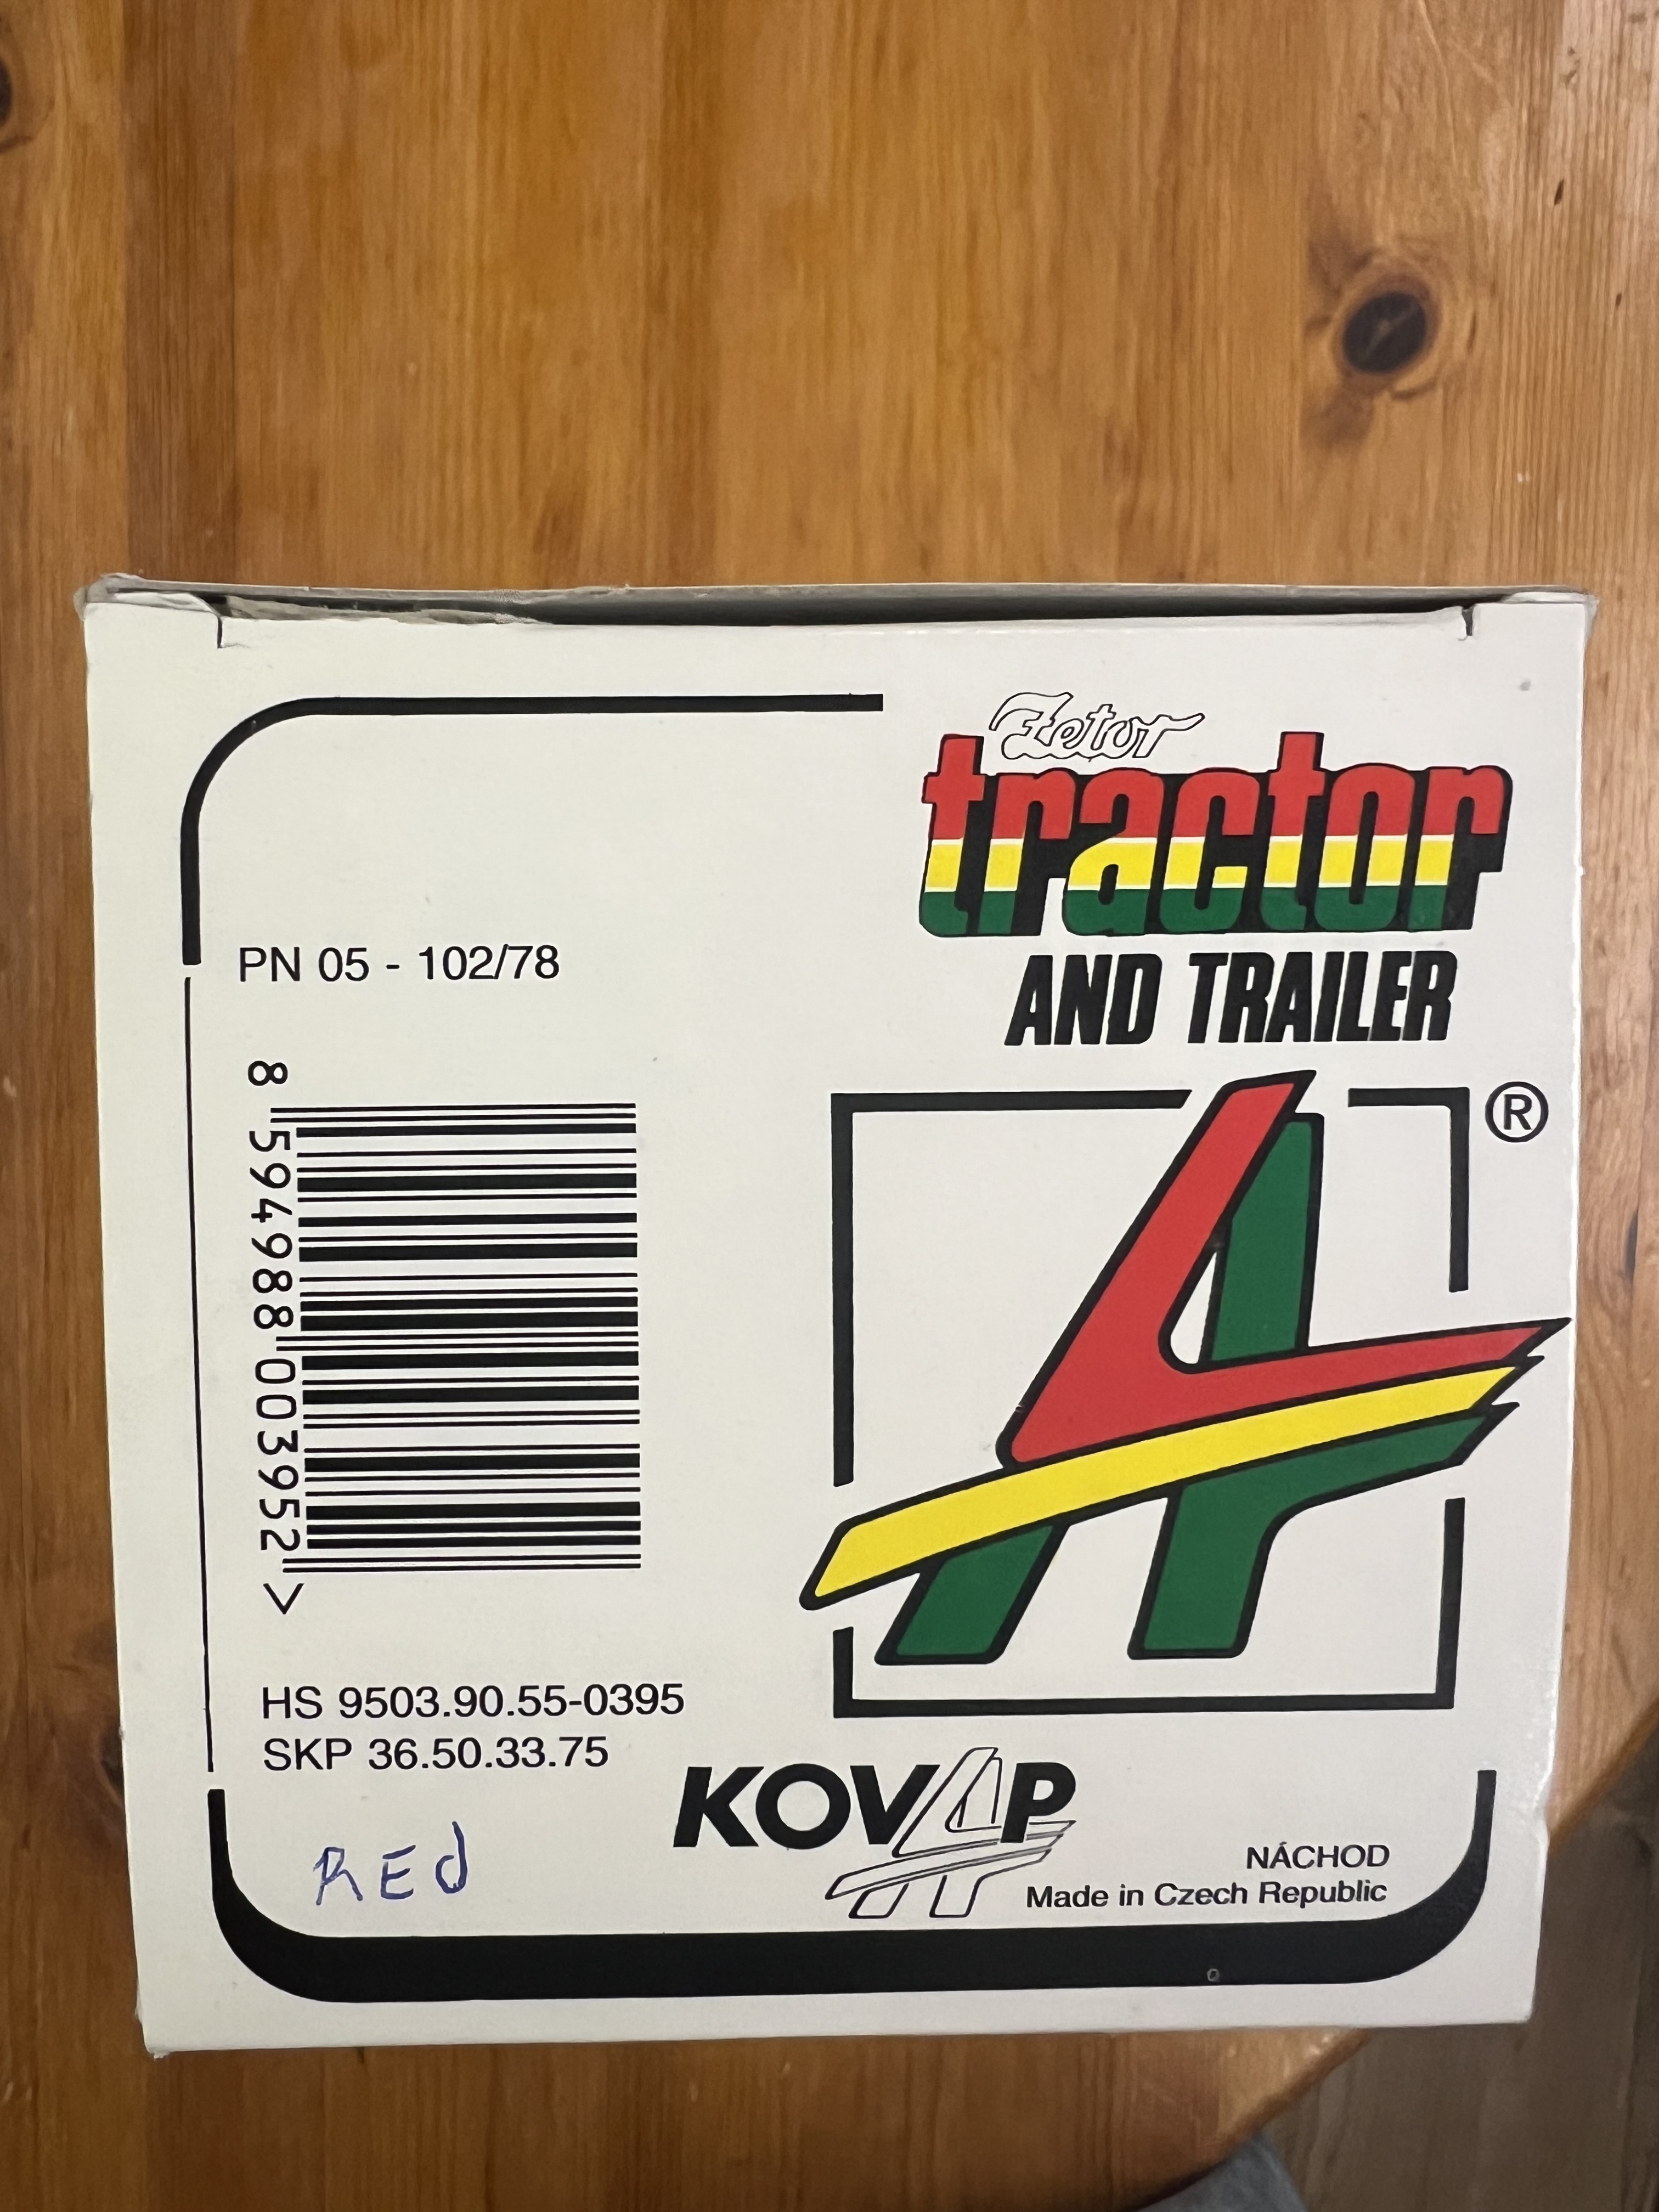 Zetor
tractor
AND TRAILER
PN 05 - 102/78
8 594988 003952 >
®
HS 9503.90.55-0395
SKP 36.50.33.75
RED
KOVAP
NÁCHOD
Made in Czech Republic